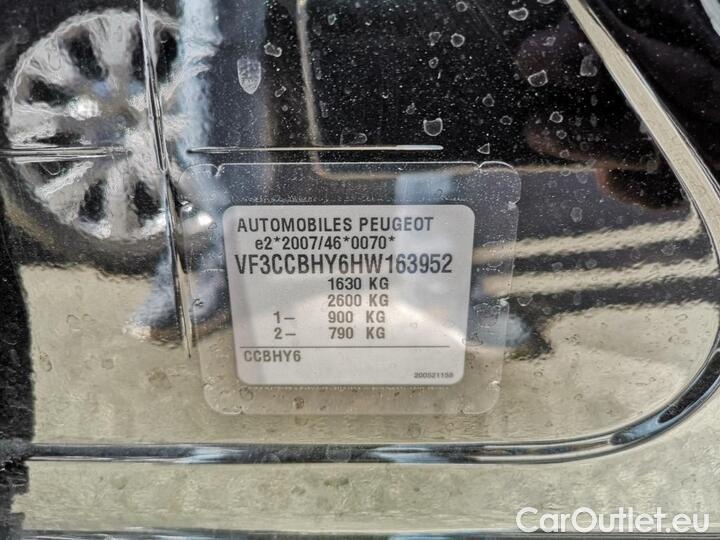 AUTOMOBILES PEUGEOT
e2*2007/46*0070*
VF3CCBHY6HW163952
1630 KG
2600 KG
1- 900 KG
2- 790 KG
CCBHY6
200521158
CarOutlet.eu